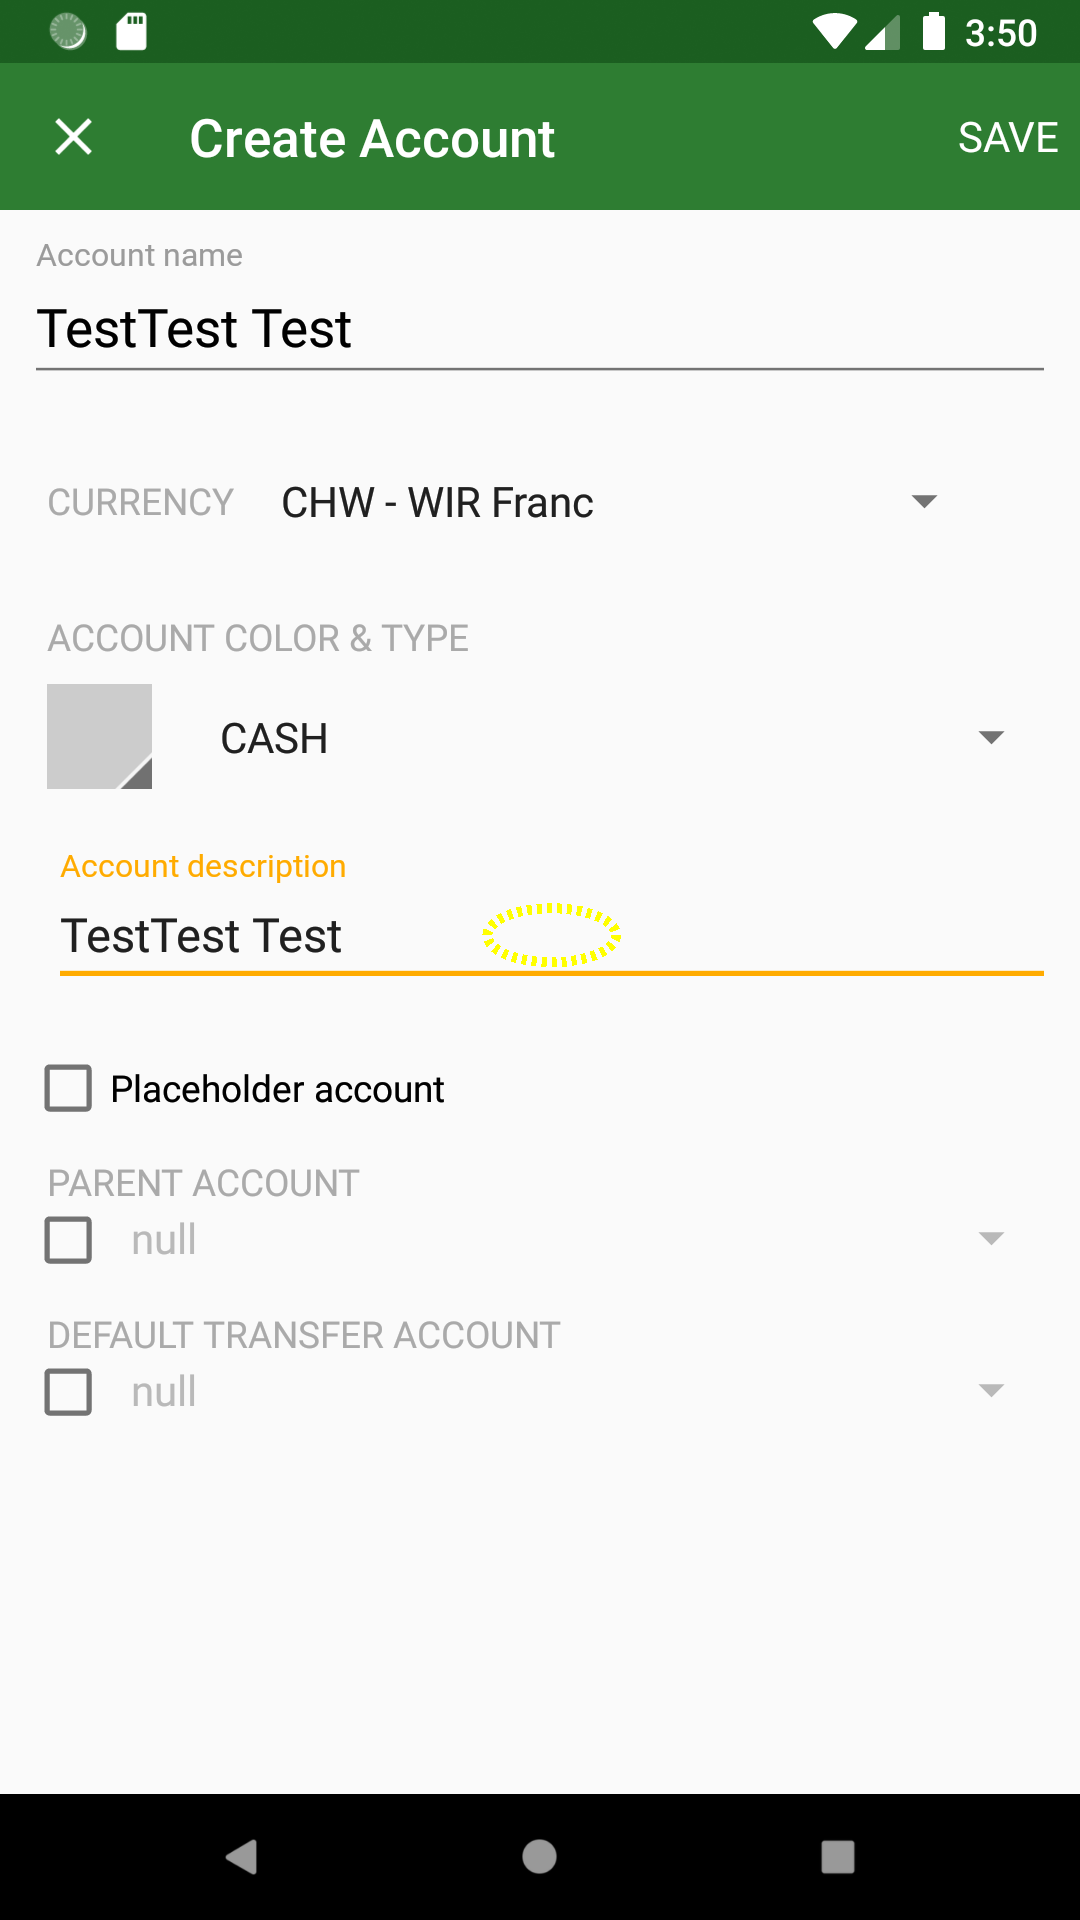 3:50
Create Account
SAVE
Account name
TestTest Test
CURRENCY CHW - WIR Franc
ACCOUNT COLOR & TYPE
CASH
Account description
TestTest Test
Placeholder account
PARENT ACCOUNT
null
DEFAULT TRANSFER ACCOUNT
null